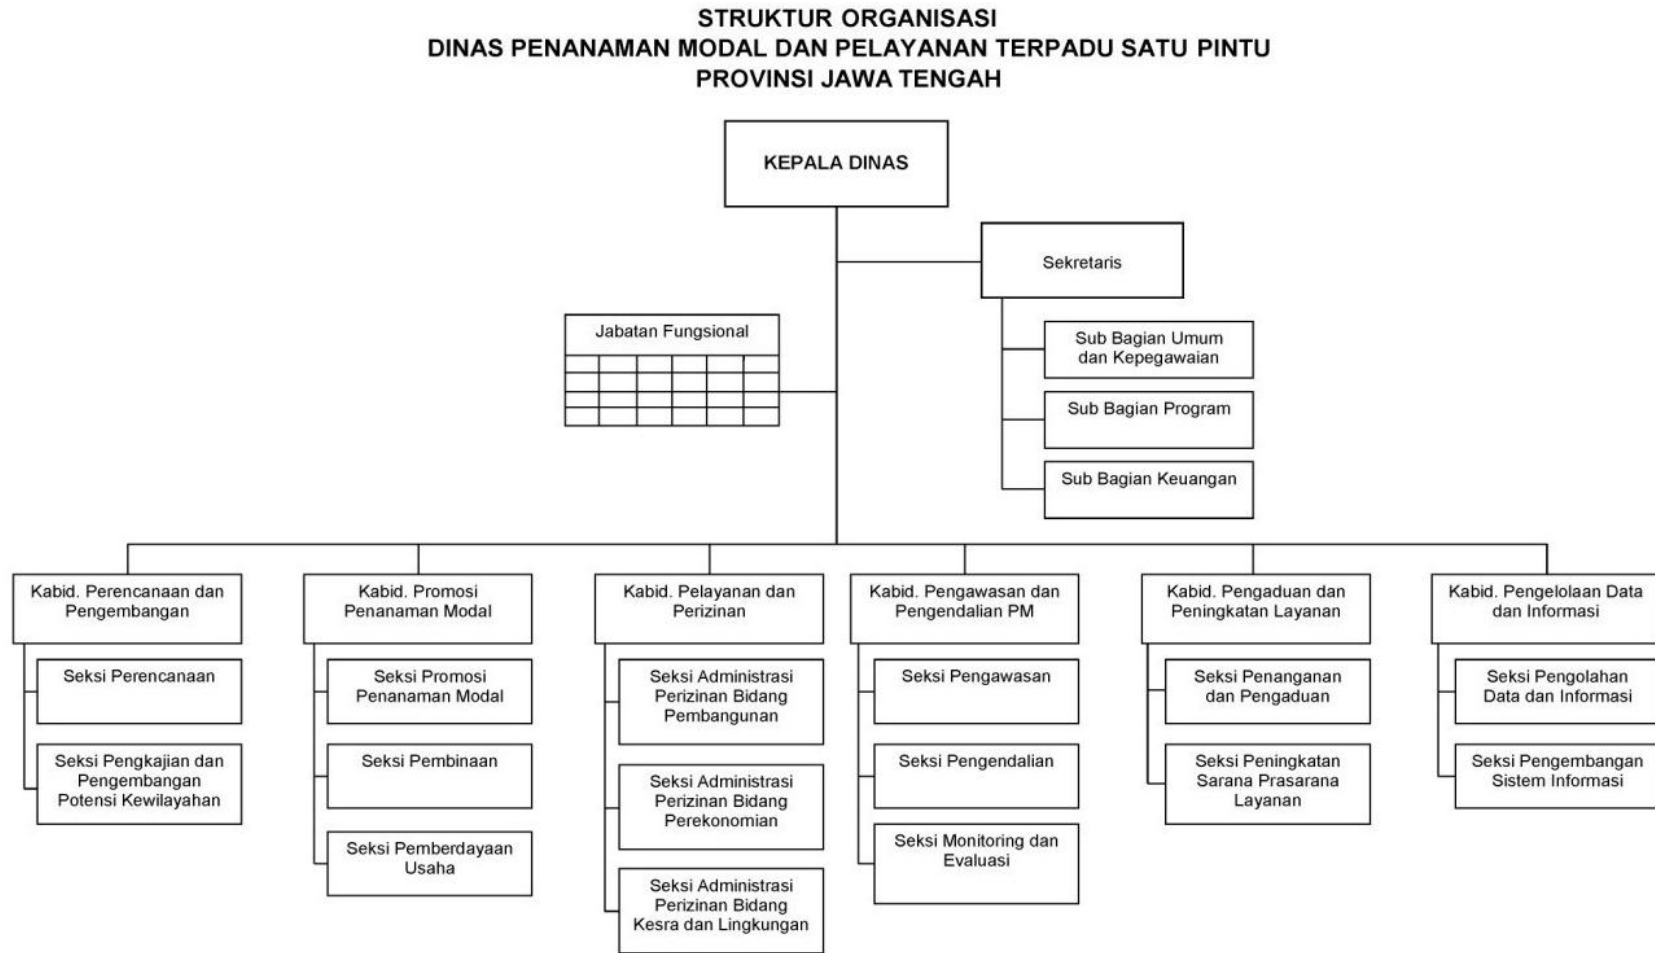 STRUKTUR ORGANISASI
DINAS PENANAMAN MODAL DAN PELAYANAN TERPADU SATU PINTU
PROVINSI JAWA TENGAH
KEPALA DINAS
Sekretaris
Jabatan Fungsional
Sub Bagian Umum
dan Kepegawaian
Sub Bagian Program
Sub Bagian Keuangan
Kabid. Perencanaan dan
Pengembangan
Seksi Perencanaan
Seksi Pengkajian dan
Pengembangan
Potensi Kewilayahan
Kabid. Promosi
Penanaman Modal
Seksi Promosi
Penanaman Modal
Seksi Pembinaan
Seksi Pemberdayaan
Usaha
Kabid. Pelayanan dan
Perizinan
Seksi Administrasi
Perizinan Bidang
Pembangunan
Seksi Administrasi
Perizinan Bidang
Perekonomian
Seksi Administrasi
Perizinan Bidang
Kesra dan Lingkungan
Kabid. Pengawasan dan
Pengendalian PM
Seksi Pengawasan
Seksi Pengendalian
Seksi Monitoring dan
Evaluasi
Kabid. Pengaduan dan
Peningkatan Layanan
Seksi Penanganan
dan Pengaduan
Seksi Peningkatan
Sarana Prasarana
Layanan
Kabid. Pengelolaan Data
dan Informasi
Seksi Pengolahan
Data dan Informasi
Seksi Pengembangan
Sistem Informasi